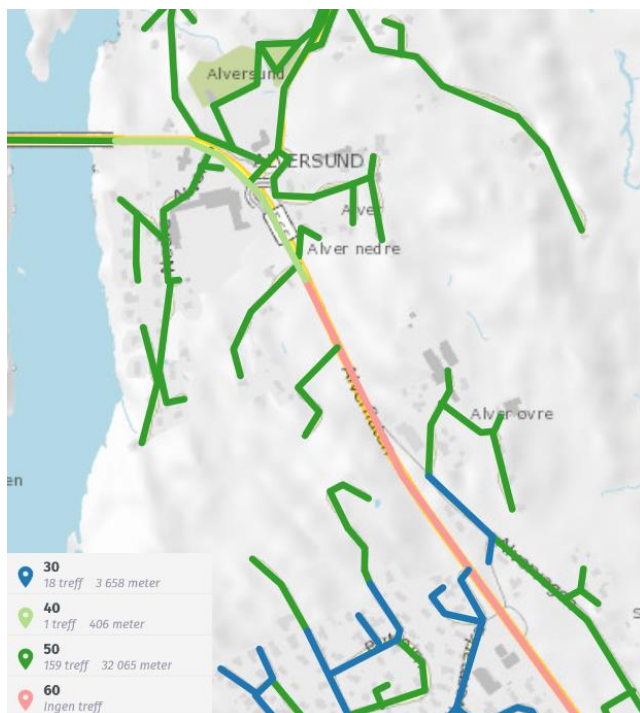 Alversund
ALVERSUND
Alver
Alver nedre
Alver øvre
en
30
18 treff 3 658 meter
40
1 treff 406 meter
50
159 treff 32 065 meter
60
Ingen treff